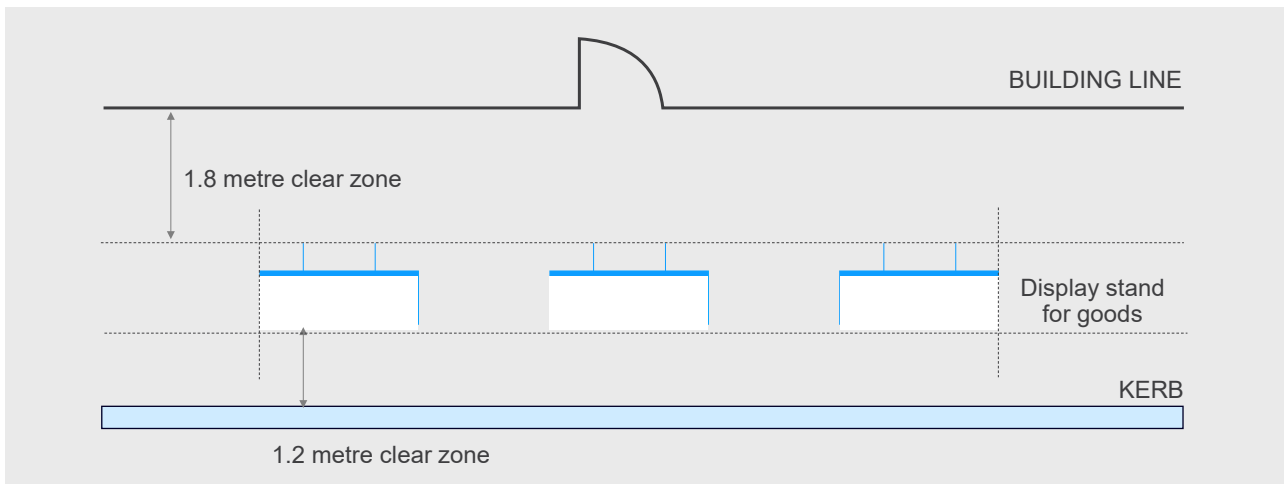 BUILDING LINE
1.8 metre clear zone
Display stand
for goods
KERB
1.2 metre clear zone